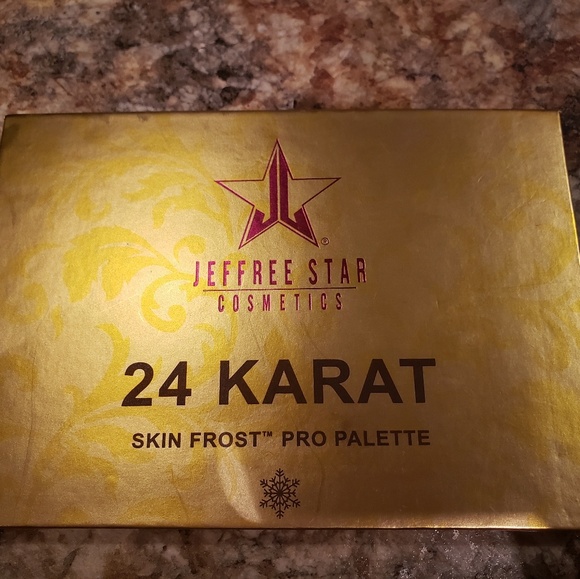 JEFFREE STAR
COSMETICS
24 KARAT
SKIN FROST™ PRO PALETTE